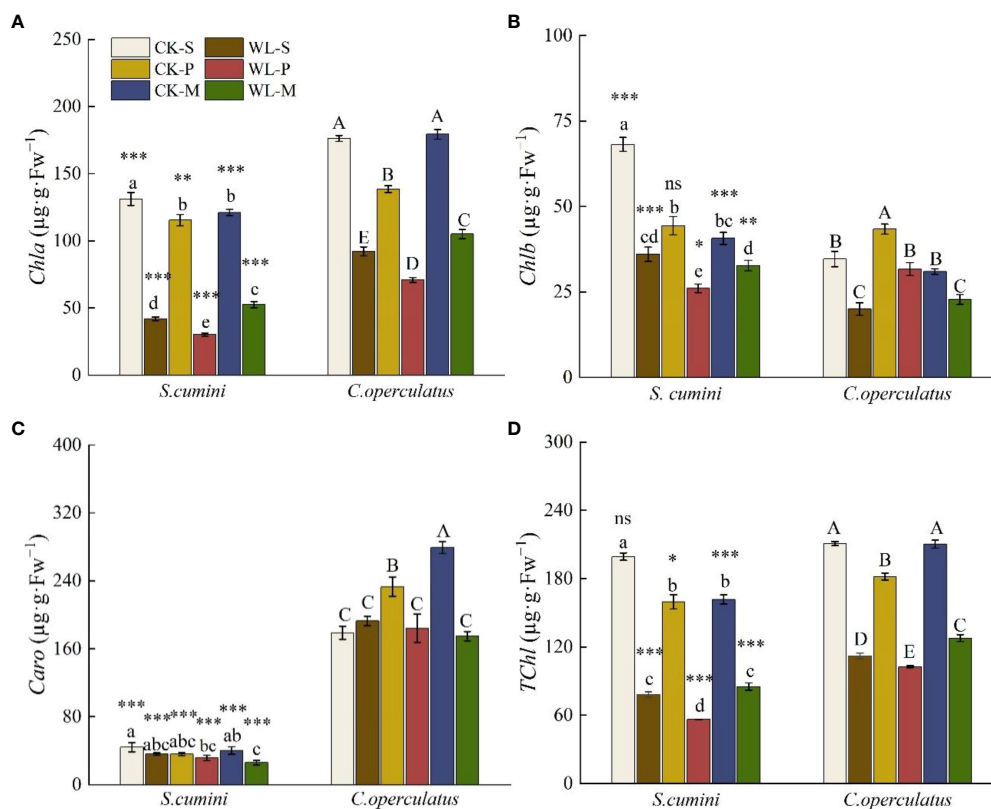 A
250
200
150
100
50
0
Chla (µg·g·Fw⁻¹)
CK-S WL-S
CK-P WL-P
CK-M WL-M
*** ** ***
a b b
*** *** ***
d e c
A B A
E D C
S.cumini C.operculatus
B
100
75
50
25
0
Chlb (µg·g·Fw⁻¹)
*** ns ***
a b bc
*** * **
cd e d
B A B B
C C
S. cumini C.operculatus
C
400
320
240
160
80
0
Caro (µg·g·Fw⁻¹)
*** *** *** *** *** ***
a abc abc bc ab c
C C B C A C
S.cumini C.operculatus
D
300
240
180
120
60
0
TChl (µg·g·Fw⁻¹)
ns * ***
a b b
*** *** ***
c d c
A B A
D E C
S.cumini C.operculatus